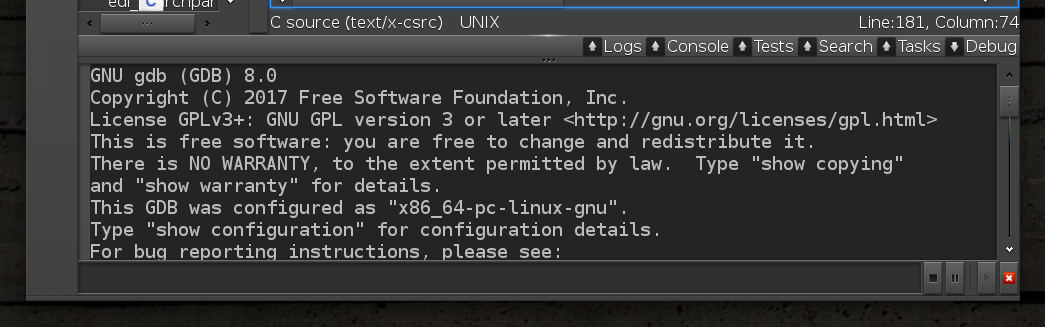 edi_
C source (text/x-csrc) UNIX Line:181, Column:74
Logs Console Tests Search Tasks Debug
GNU gdb (GDB) 8.0
Copyright (C) 2017 Free Software Foundation, Inc.
License GPLv3+: GNU GPL version 3 or later <http://gnu.org/licenses/gpl.html>
This is free software: you are free to change and redistribute it.
There is NO WARRANTY, to the extent permitted by law.  Type "show copying"
and "show warranty" for details.
This GDB was configured as "x86_64-pc-linux-gnu".
Type "show configuration" for configuration details.
For bug reporting instructions, please see: